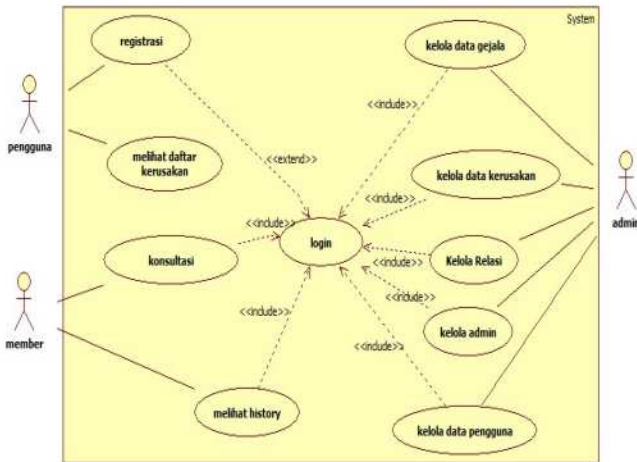 System
registrasi
kelola data gejala
<<include>>
pengguna
melihat daftar
kerusakan
<<extend>>
kelola data kerusakan
<<include>>
admin
<<include>>
login
konsultasi
Kelola Relasi
<<include>>
<<include>>
member
<<include>>
kelola admin
<<include>>
melihat history
kelola data pengguna